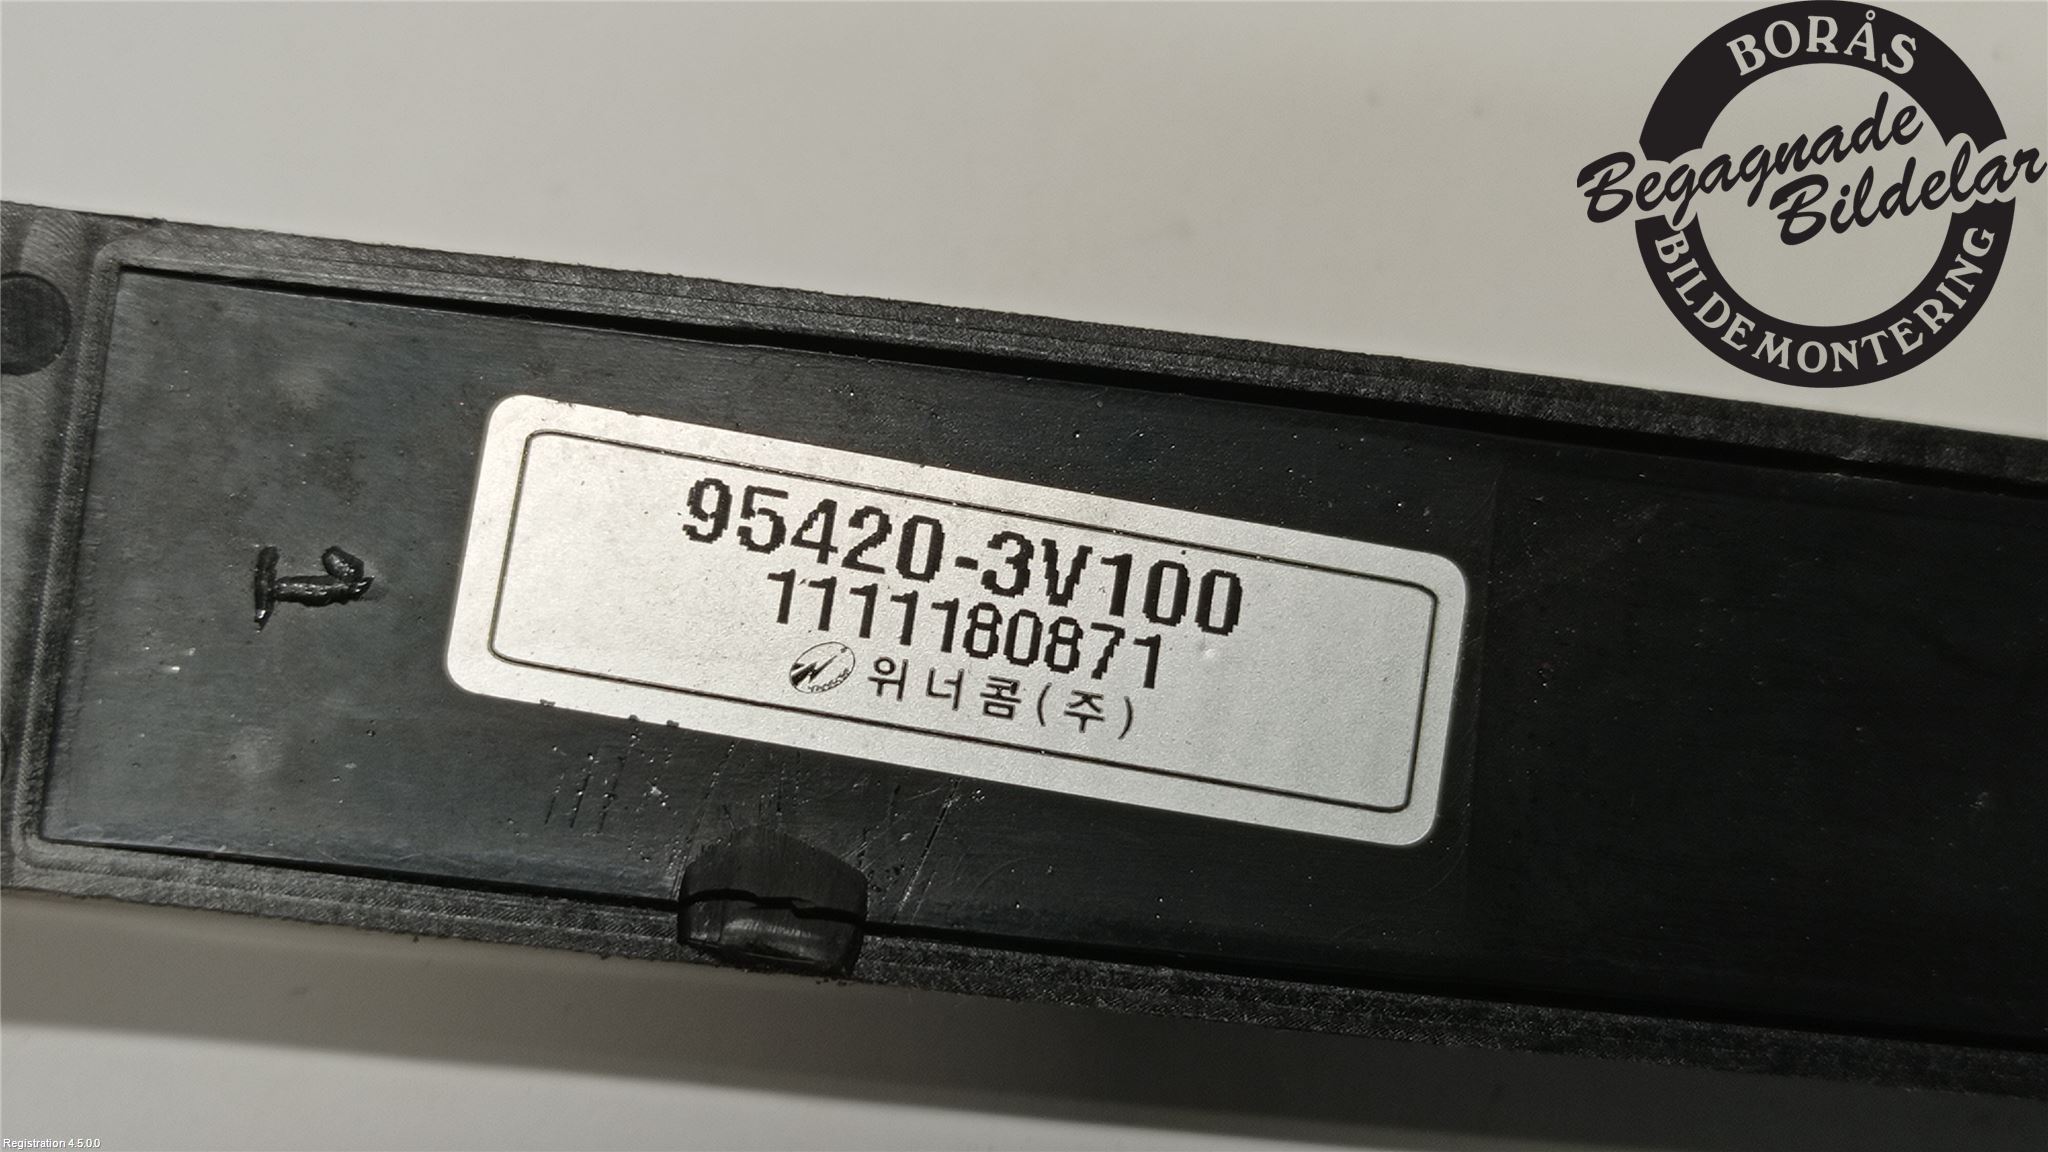 BORÅS
Begagnade
Bildelar
BILDEMONTERING
95420-3V100
1111180871
위너콤(주)
Registration 4.5.0.0